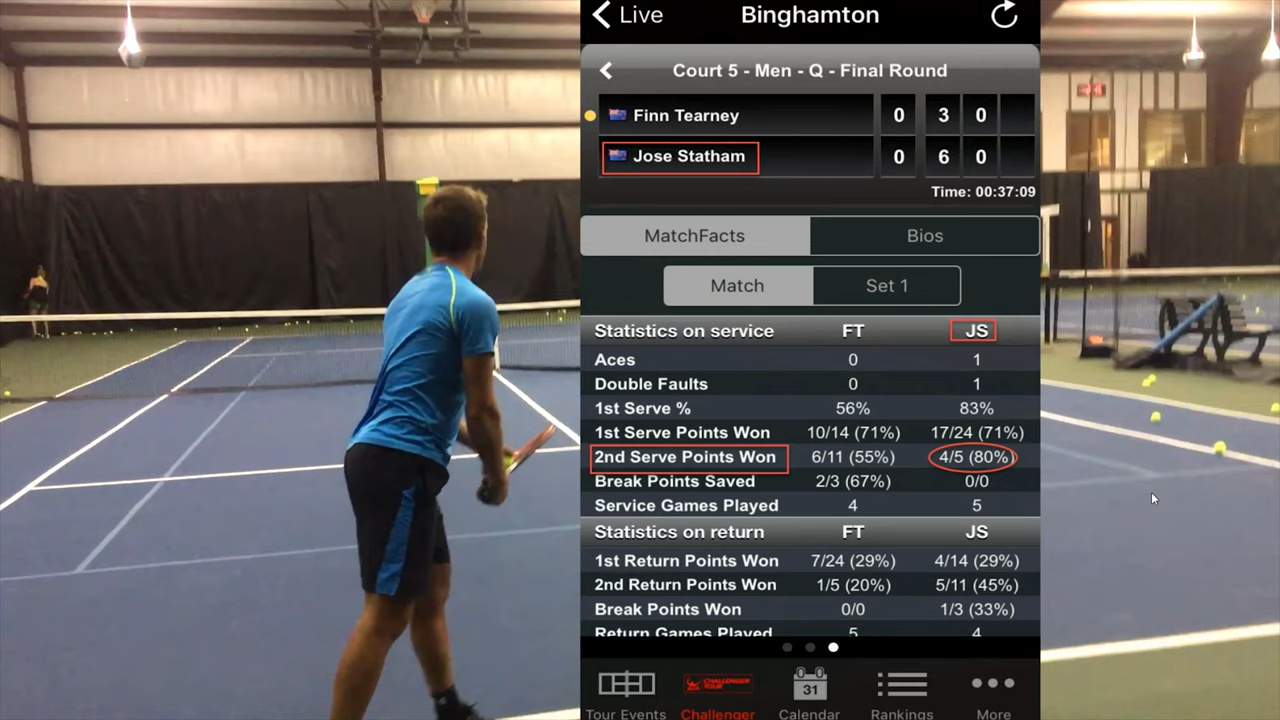 Live Binghamton
Court 5 - Men - Q - Final Round
Finn Tearney 0 3 0
Jose Statham 0 6 0
Time: 00:37:09
MatchFacts Bios
Match Set 1
Statistics on service FT JS
Aces 0 1
Double Faults 0 1
1st Serve % 56% 83%
1st Serve Points Won 10/14 (71%) 17/24 (71%)
2nd Serve Points Won 6/11 (55%) 4/5 (80%)
Break Points Saved 2/3 (67%) 0/0
Service Games Played 4 5
Statistics on return FT JS
1st Return Points Won 7/24 (29%) 4/14 (29%)
2nd Return Points Won 1/5 (20%) 5/11 (45%)
Break Points Won 0/0 1/3 (33%)
Return Games Played 5 4
31
CHALLENGER TOUR
Tour Events Challenger Calendar Rankings More